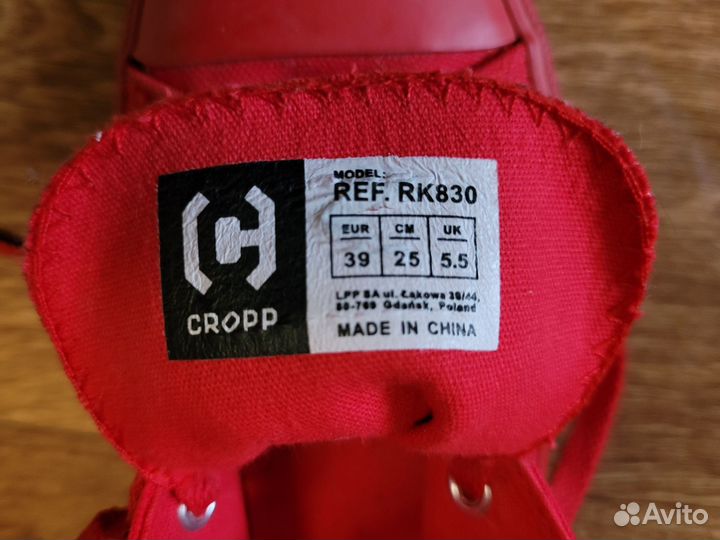 CROPP
MODEL:
REF. RK830
EUR CM UK
39 25 5.5
LPP SA ul. Łąkowa 39/44,
80-769 Gdańsk, Poland
MADE IN CHINA
Avito